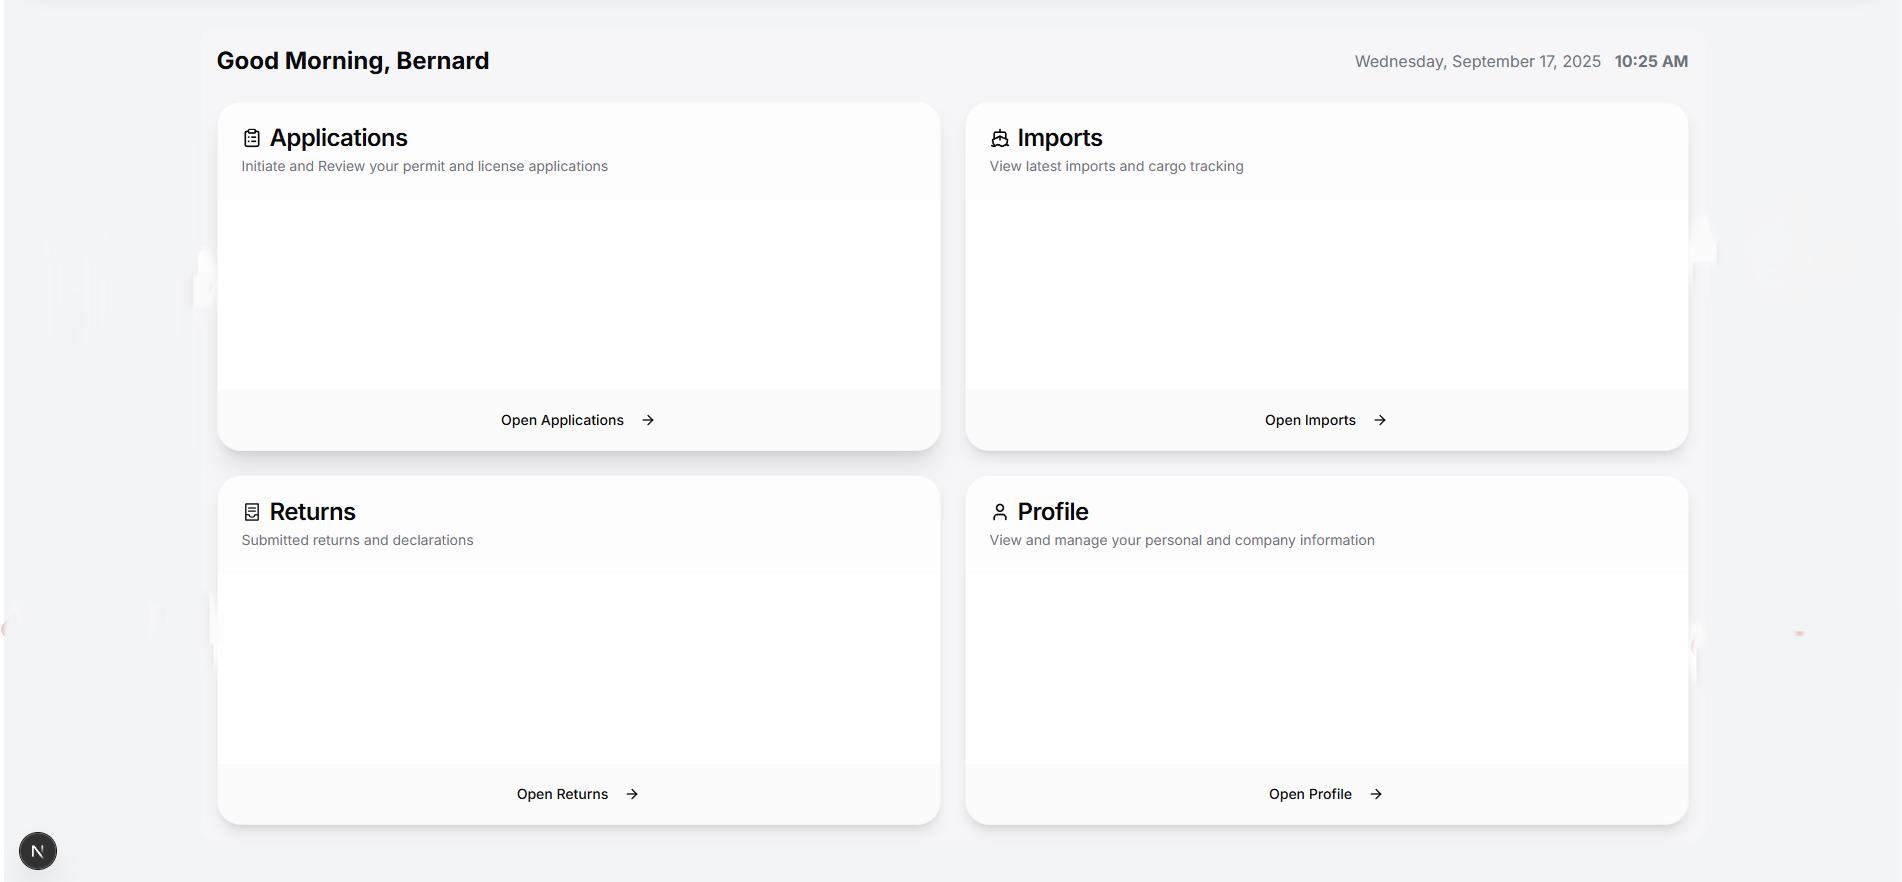 Good Morning, Bernard
Wednesday, September 17, 2025 10:25 AM
Applications
Initiate and Review your permit and license applications
Open Applications
Imports
View latest imports and cargo tracking
Open Imports
Returns
Submitted returns and declarations
Open Returns
Profile
View and manage your personal and company information
Open Profile
N